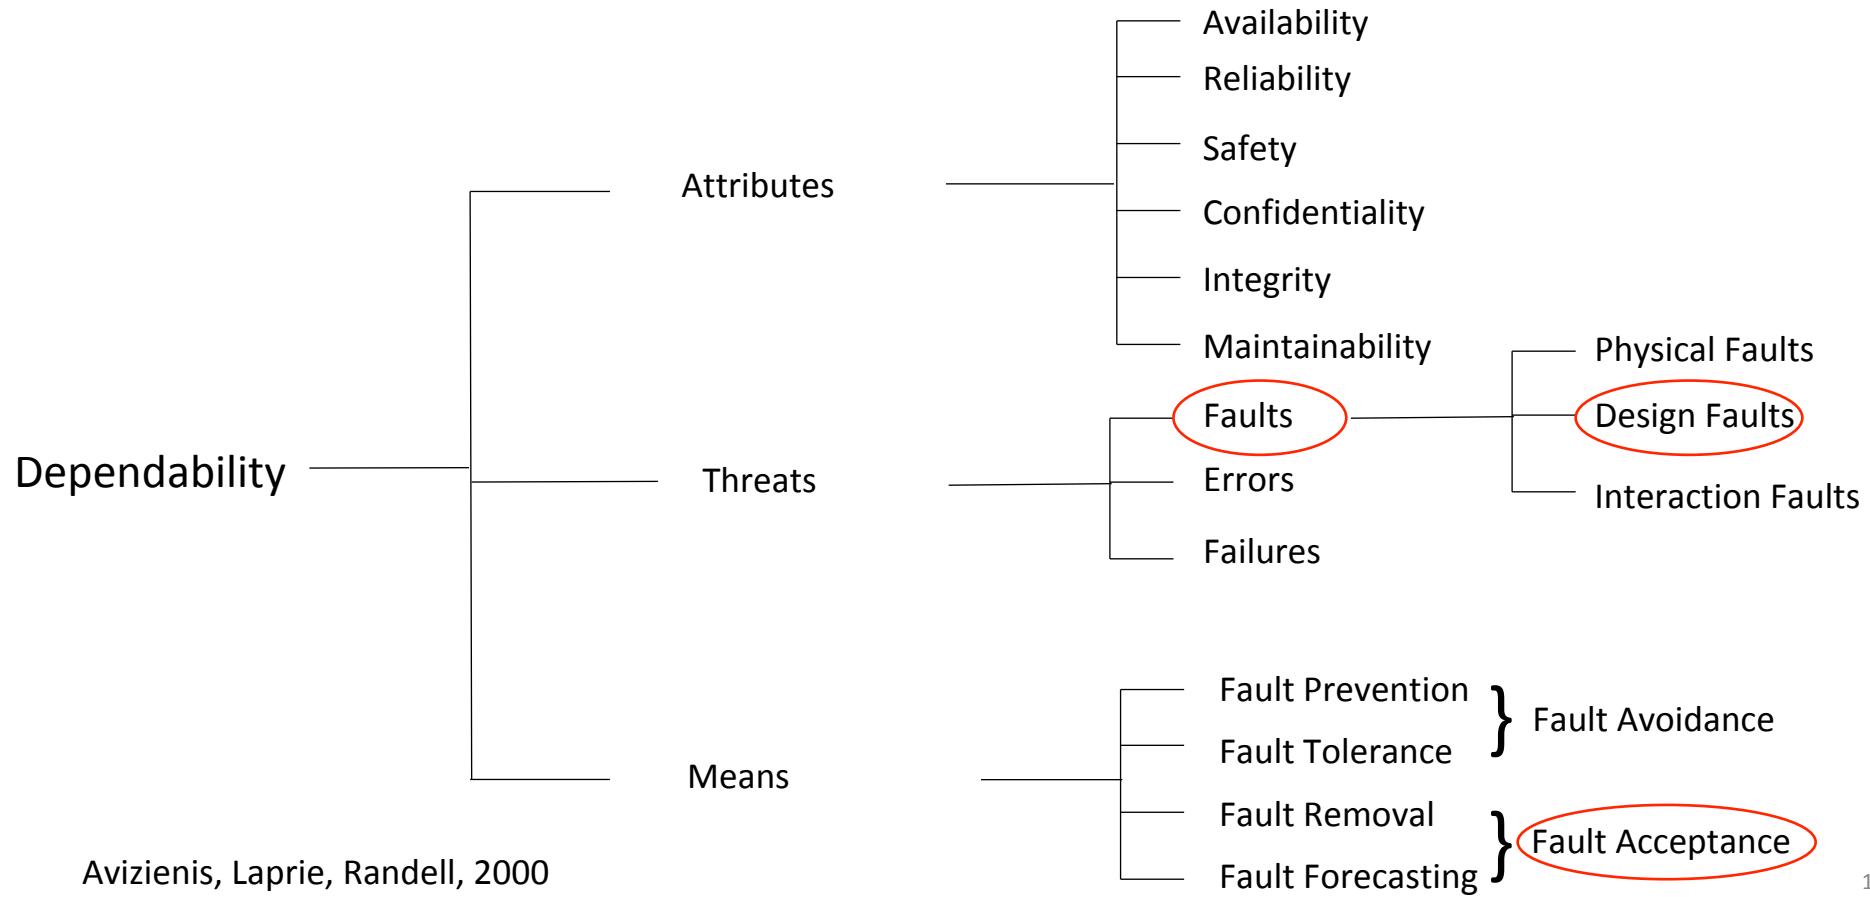 Availability
Reliability
Safety
Attributes
Confidentiality
Integrity
Maintainability
Physical Faults
Faults
Design Faults
Dependability
Threats
Errors
Interaction Faults
Failures
Fault Prevention
} Fault Avoidance
Fault Tolerance
Means
Fault Removal
} Fault Acceptance
Fault Forecasting
Avizienis, Laprie, Randell, 2000
1